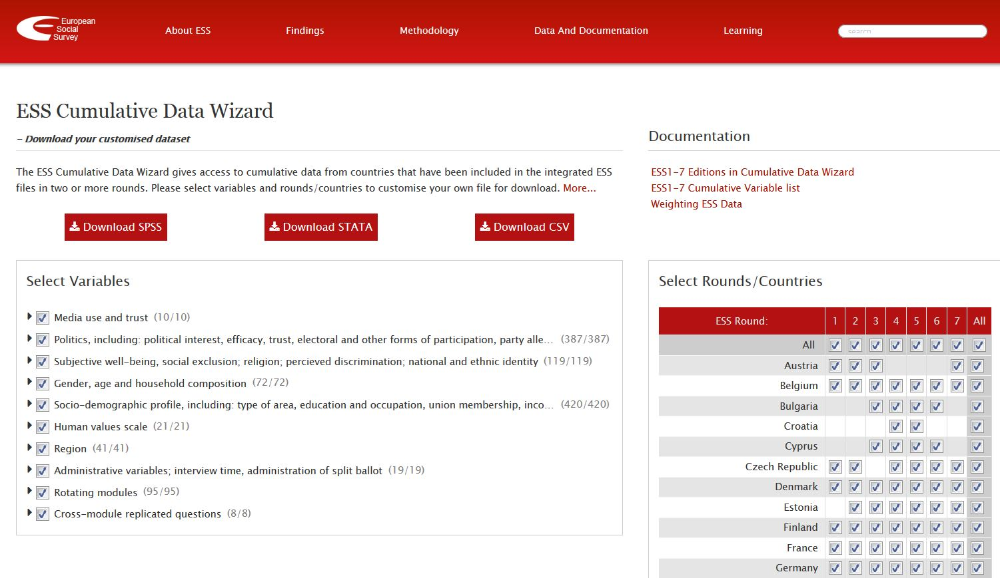 European
Social
Survey
About ESS
Findings
Methodology
Data And Documentation
Learning
search
ESS Cumulative Data Wizard
– Download your customised dataset
The ESS Cumulative Data Wizard gives access to cumulative data from countries that have been included in the integrated ESS
files in two or more rounds. Please select variables and rounds/countries to customise your own file for download. More...
Download SPSS
Download STATA
Download CSV
Documentation
ESS1-7 Editions in Cumulative Data Wizard
ESS1-7 Cumulative Variable list
Weighting ESS Data
Select Variables
Media use and trust (10/10)
Politics, including: political interest, efficacy, trust, electoral and other forms of participation, party alle... (387/387)
Subjective well-being, social exclusion; religion; percieved discrimination; national and ethnic identity (119/119)
Gender, age and household composition (72/72)
Socio-demographic profile, including: type of area, education and occupation, union membership, inco... (420/420)
Human values scale (21/21)
Region (41/41)
Administrative variables; interview time, administration of split ballot (19/19)
Rotating modules (95/95)
Cross-module replicated questions (8/8)
Select Rounds/Countries
ESS Round: 1 2 3 4 5 6 7 All
All
Austria
Belgium
Bulgaria
Croatia
Cyprus
Czech Republic
Denmark
Estonia
Finland
France
Germany